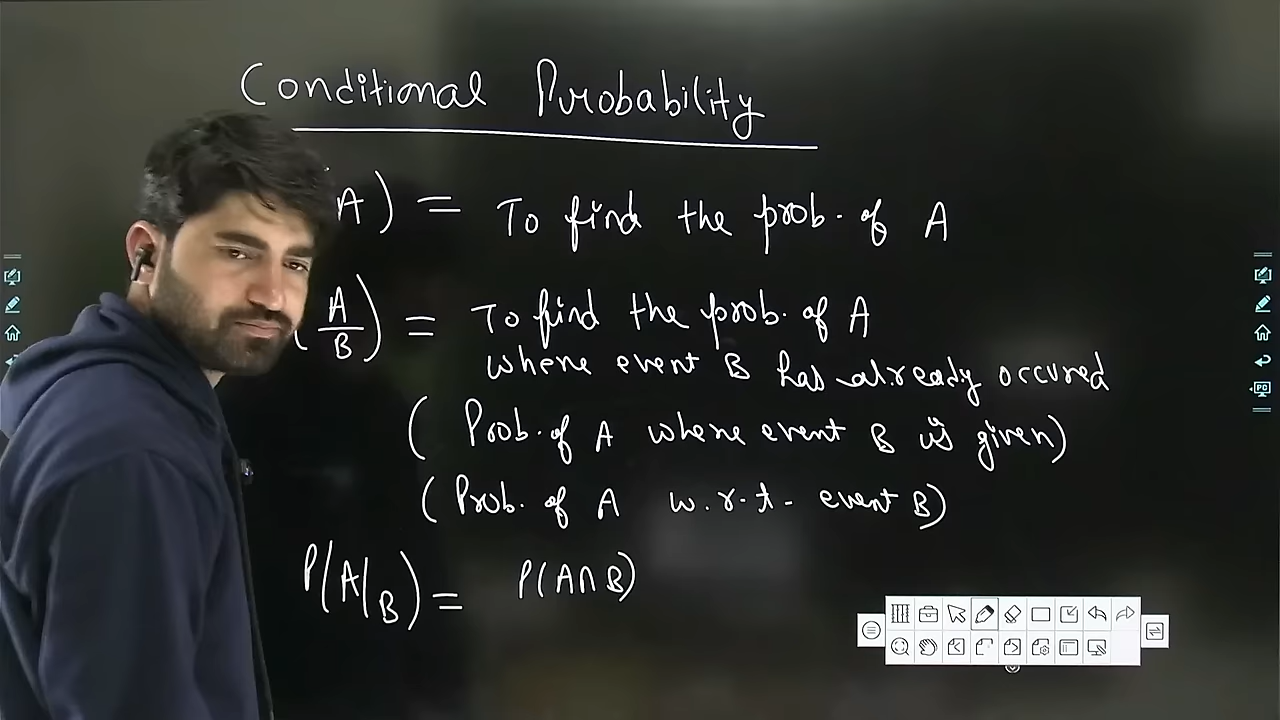 Conditional Probability
A) = To find the prob. of A
(A/B) = To find the prob. of A
where event B has already occured
( Prob. of A where event B is given)
( Prob. of A w.r.t. event B)
P(A/B) = P(A∩B)
PC